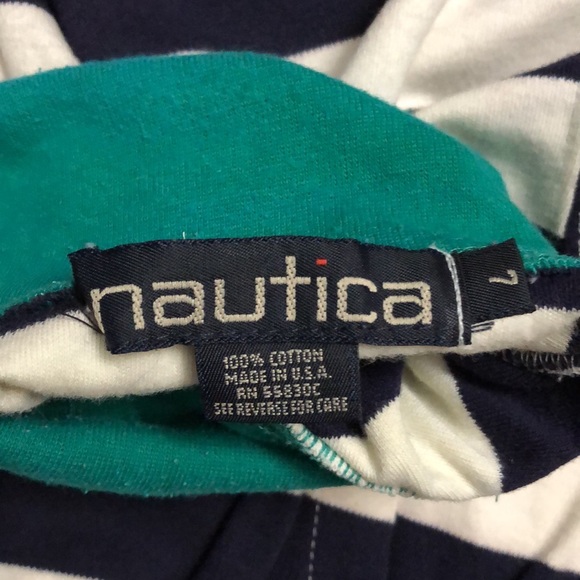 nautica
7
100% COTTON
MADE IN U.S.A.
RN 55830C
SEE REVERSE FOR CARE